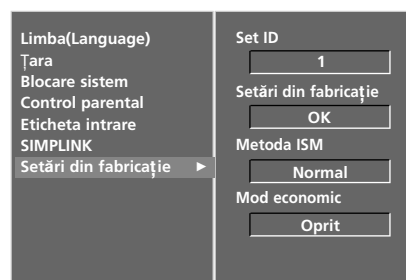 Limba(Language)
Țara
Blocare sistem
Control parental
Eticheta intrare
SIMPLINK
Setări din fabricație ►
Set ID
1
Setări din fabricație
OK
Metoda ISM
Normal
Mod economic
Oprit